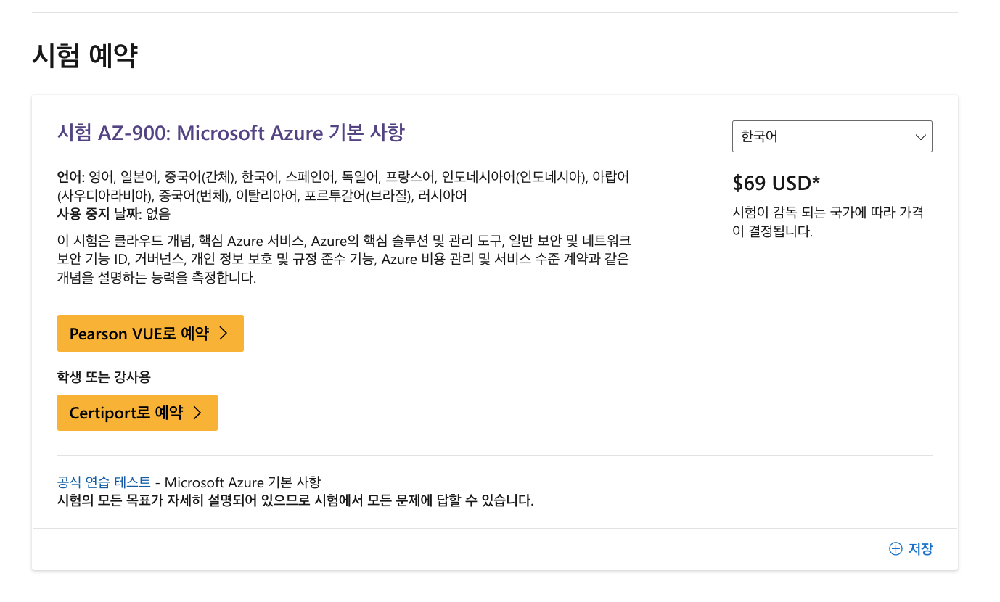 시험 예약
시험 AZ-900: Microsoft Azure 기본 사항
한국어
언어: 영어, 일본어, 중국어(간체), 한국어, 스페인어, 독일어, 프랑스어, 인도네시아어(인도네시아), 아랍어
(사우디아라비아), 중국어(번체), 이탈리아어, 포르투갈어(브라질), 러시아어
사용 중지 날짜: 없음
$69 USD*
시험이 감독 되는 국가에 따라 가격
이 결정됩니다.
이 시험은 클라우드 개념, 핵심 Azure 서비스, Azure의 핵심 솔루션 및 관리 도구, 일반 보안 및 네트워크
보안 기능 ID, 거버넌스, 개인 정보 보호 및 규정 준수 기능, Azure 비용 관리 및 서비스 수준 계약과 같은
개념을 설명하는 능력을 측정합니다.
Pearson VUE로 예약
학생 또는 강사용
Certiport로 예약
공식 연습 테스트 - Microsoft Azure 기본 사항
시험의 모든 목표가 자세히 설명되어 있으므로 시험에서 모든 문제에 답할 수 있습니다.
저장